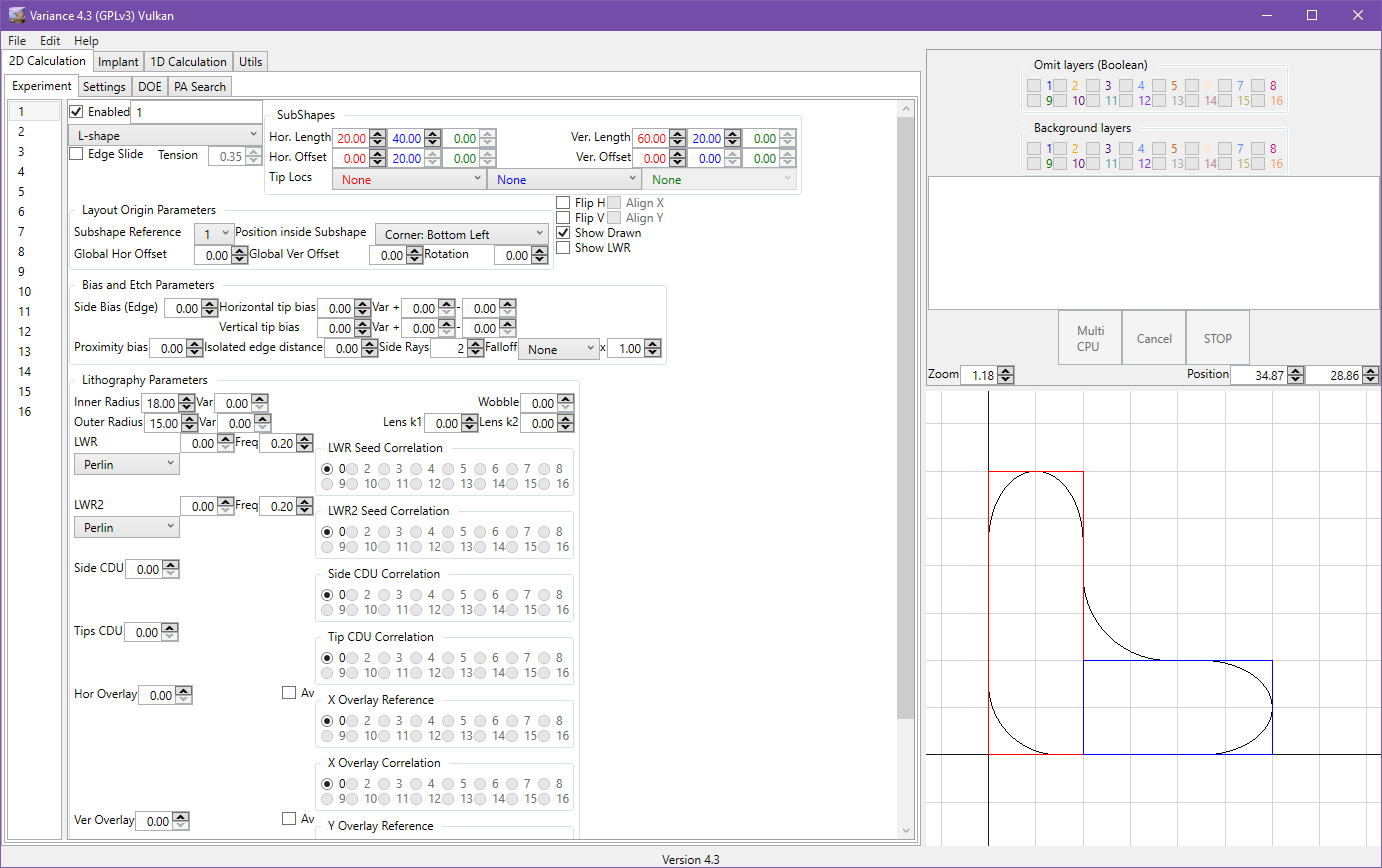 Variance 4.3 (GPLv3) Vulkan
File Edit Help
2D Calculation Implant 1D Calculation Utils
Experiment Settings DOE PA Search
1
2
3
4
5
6
7
8
9
10
11
12
13
14
15
16
Enabled 1
L-shape
Edge Slide Tension 0.35
SubShapes
Hor. Length 20.00 40.00 0.00 Ver. Length 60.00 20.00 0.00
Hor. Offset 0.00 20.00 0.00 Ver. Offset 0.00 0.00 0.00
Tip Locs None None None
Layout Origin Parameters
Subshape Reference 1 Position inside Subshape Corner: Bottom Left
Global Hor Offset 0.00 Global Ver Offset 0.00 Rotation 0.00
Flip H Align X
Flip V Align Y
Show Drawn
Show LWR
Bias and Etch Parameters
Side Bias (Edge) 0.00 Horizontal tip bias 0.00 Var + 0.00 - 0.00
Vertical tip bias 0.00 Var + 0.00 - 0.00
Proximity bias 0.00 Isolated edge distance 0.00 Side Rays 2 Falloff None x 1.00
Lithography Parameters
Inner Radius 18.00 Var 0.00 Wobble 0.00
Outer Radius 15.00 Var 0.00 Lens k1 0.00 Lens k2 0.00
LWR 0.00 Freq 0.20
Perlin
LWR Seed Correlation
0 2 3 4 5 6 7 8
9 10 11 12 13 14 15 16
LWR2 0.00 Freq 0.20
Perlin
LWR2 Seed Correlation
0 2 3 4 5 6 7 8
9 10 11 12 13 14 15 16
Side CDU 0.00
Side CDU Correlation
0 2 3 4 5 6 7 8
9 10 11 12 13 14 15 16
Tips CDU 0.00
Tip CDU Correlation
0 2 3 4 5 6 7 8
9 10 11 12 13 14 15 16
Hor Overlay 0.00 Av
X Overlay Reference
0 2 3 4 5 6 7 8
9 10 11 12 13 14 15 16
X Overlay Correlation
0 2 3 4 5 6 7 8
9 10 11 12 13 14 15 16
Ver Overlay 0.00 Av
Y Overlay Reference
Omit layers (Boolean)
1 2 3 4 5 6 7 8
9 10 11 12 13 14 15 16
Background layers
1 2 3 4 5 6 7 8
9 10 11 12 13 14 15 16
Multi
CPU
Cancel
STOP
Zoom 1.18 Position 34.87 28.86
Version 4.3